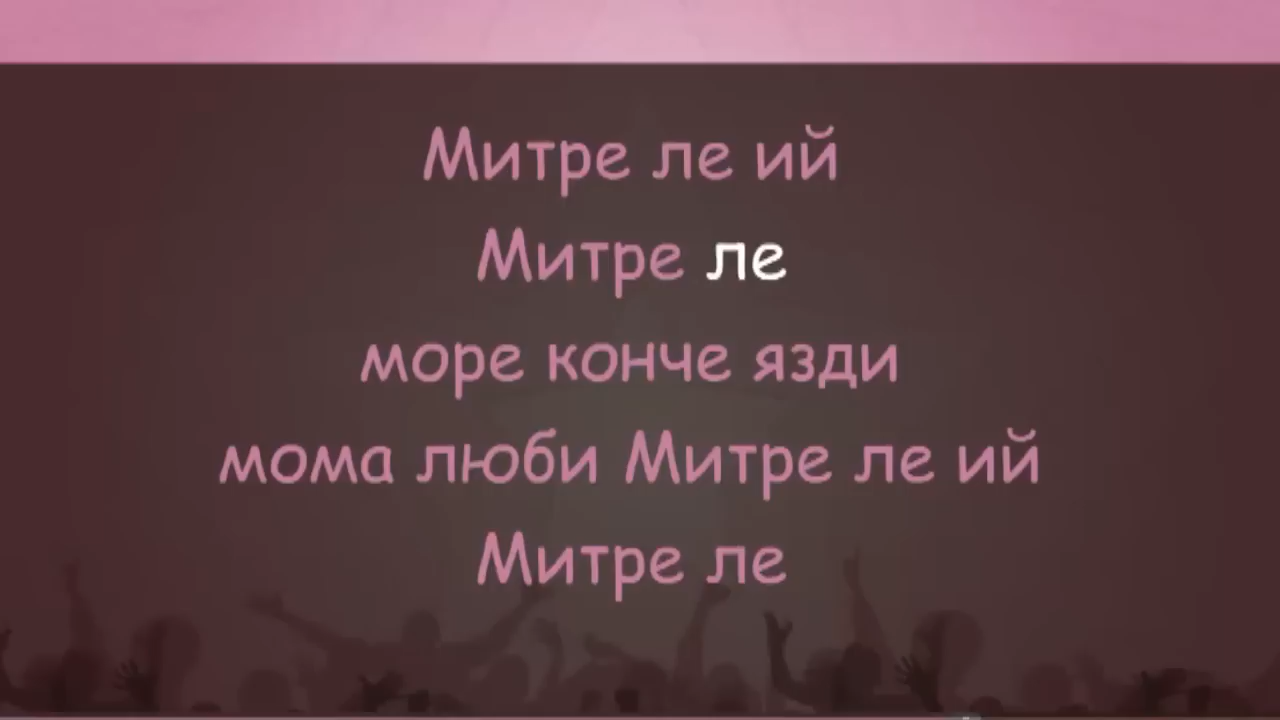 Митре ле ий
Митре ле
море конче язди
мома люби Митре ле ий
Митре ле